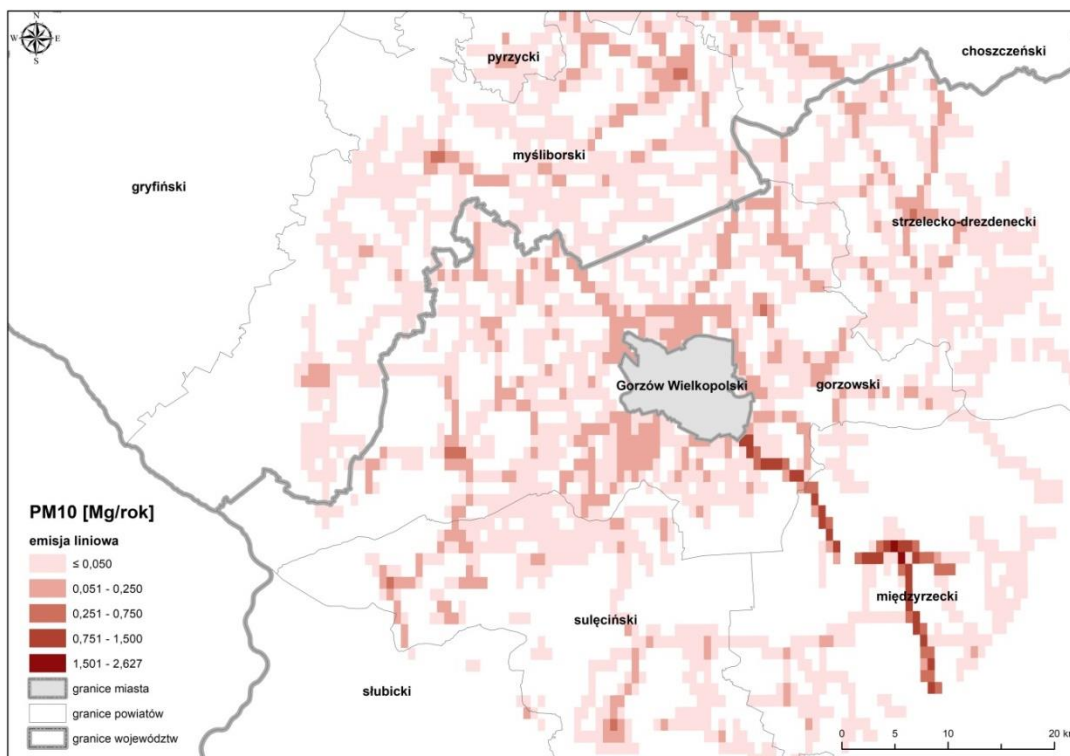 N
W E
S
choszczeński
pyrzycki
myśliborski
gryfiński
strzelecko-drezdenecki
Gorzów Wielkopolski
gorzowski
PM10 [Mg/rok]
emisja liniowa
≤ 0,050
0,051 - 0,250
0,251 - 0,750
0,751 - 1,500
1,501 - 2,627
granice miasta
granice powiatów
granice województw
międzyrzecki
sulęciński
słubicki
0 5 10 20 km